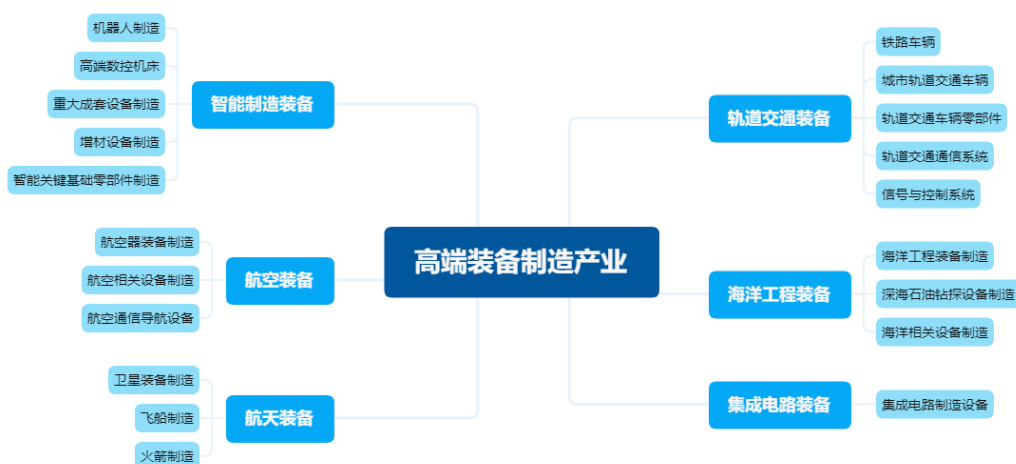 高端装备制造产业
智能制造装备
机器人制造
高端数控机床
重大成套设备制造
增材设备制造
智能关键基础零部件制造
航空装备
航空器装备制造
航空相关设备制造
航空通信导航设备
航天装备
卫星装备制造
飞船制造
火箭制造
轨道交通装备
铁路车辆
城市轨道交通车辆
轨道交通车辆零部件
轨道交通通信系统
信号与控制系统
海洋工程装备
海洋工程装备制造
深海石油钻探设备制造
海洋相关设备制造
集成电路装备
集成电路制造设备